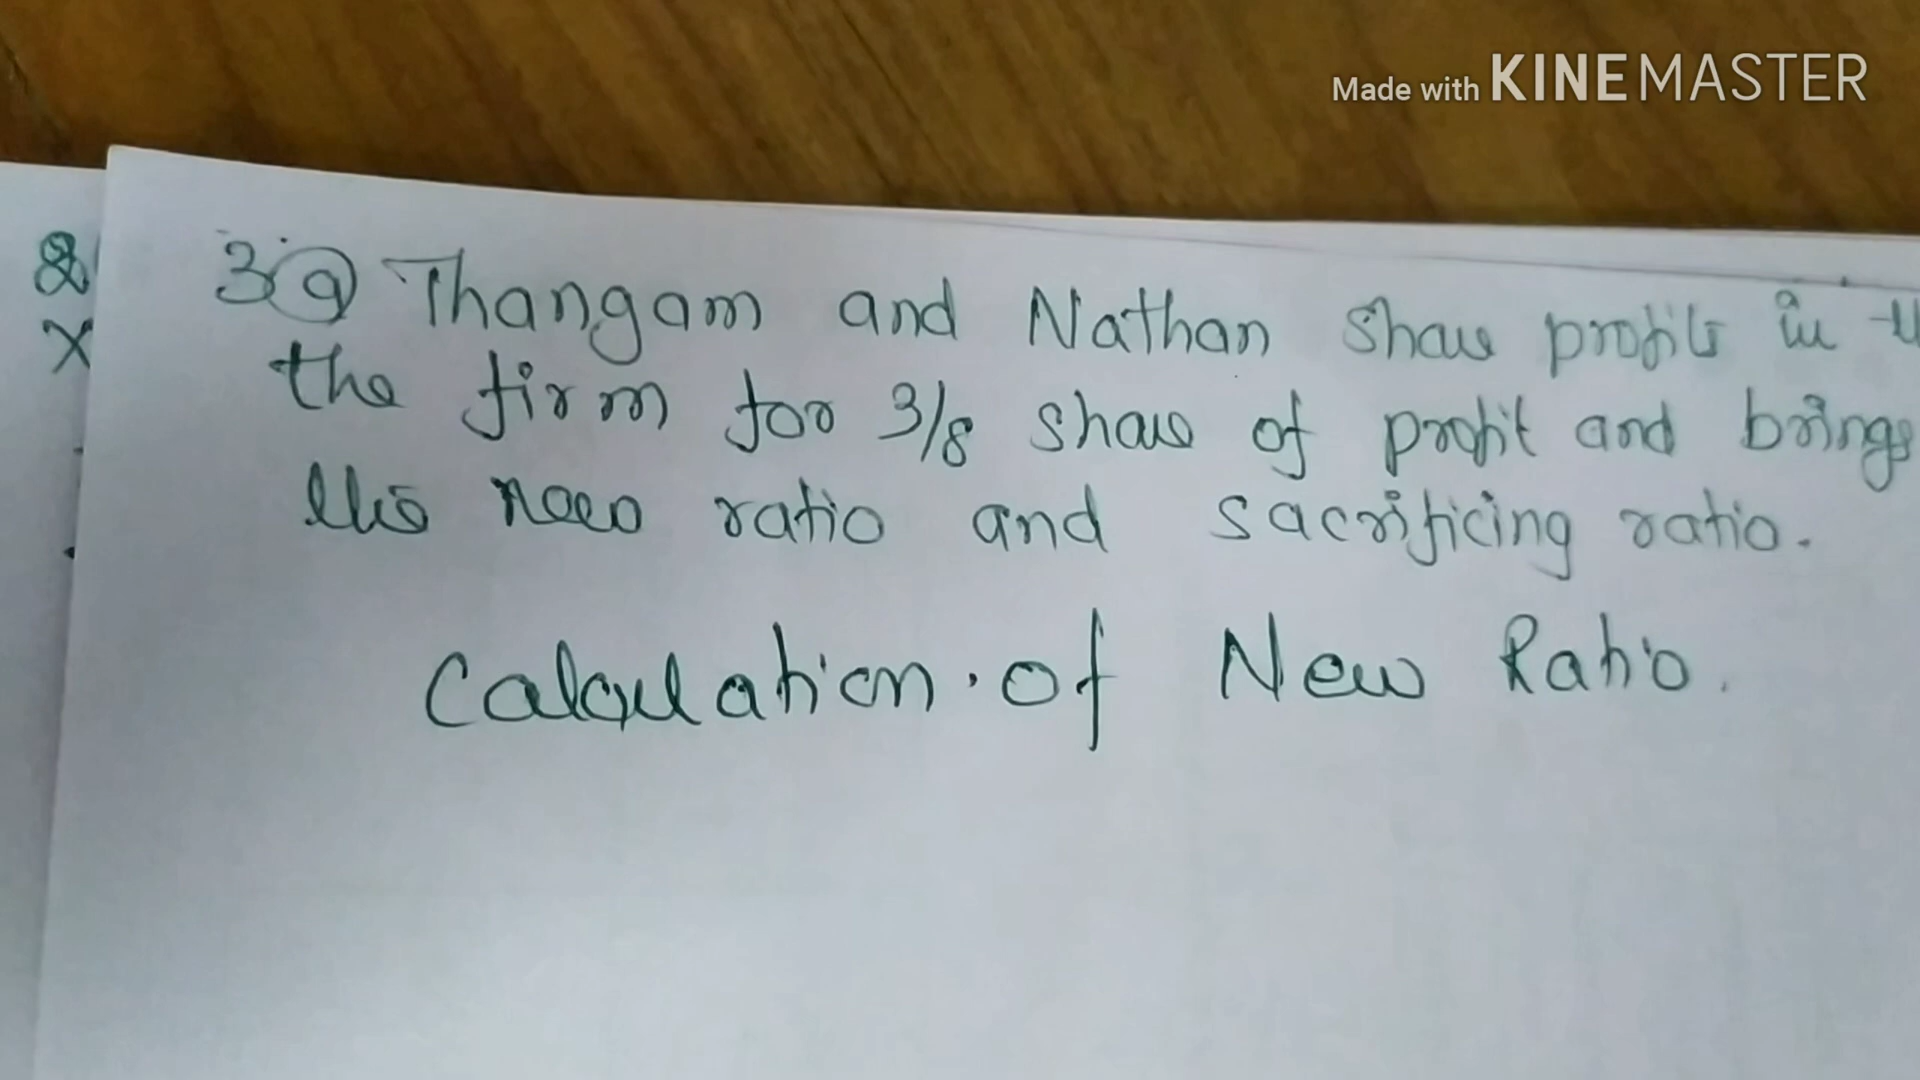 Made with KINEMASTER
3(a) Thangam and Nathan share profits in
the firm for 3/8 share of profit and brings
the new ratio and sacrificing ratio.
Calculation of New Ratio.